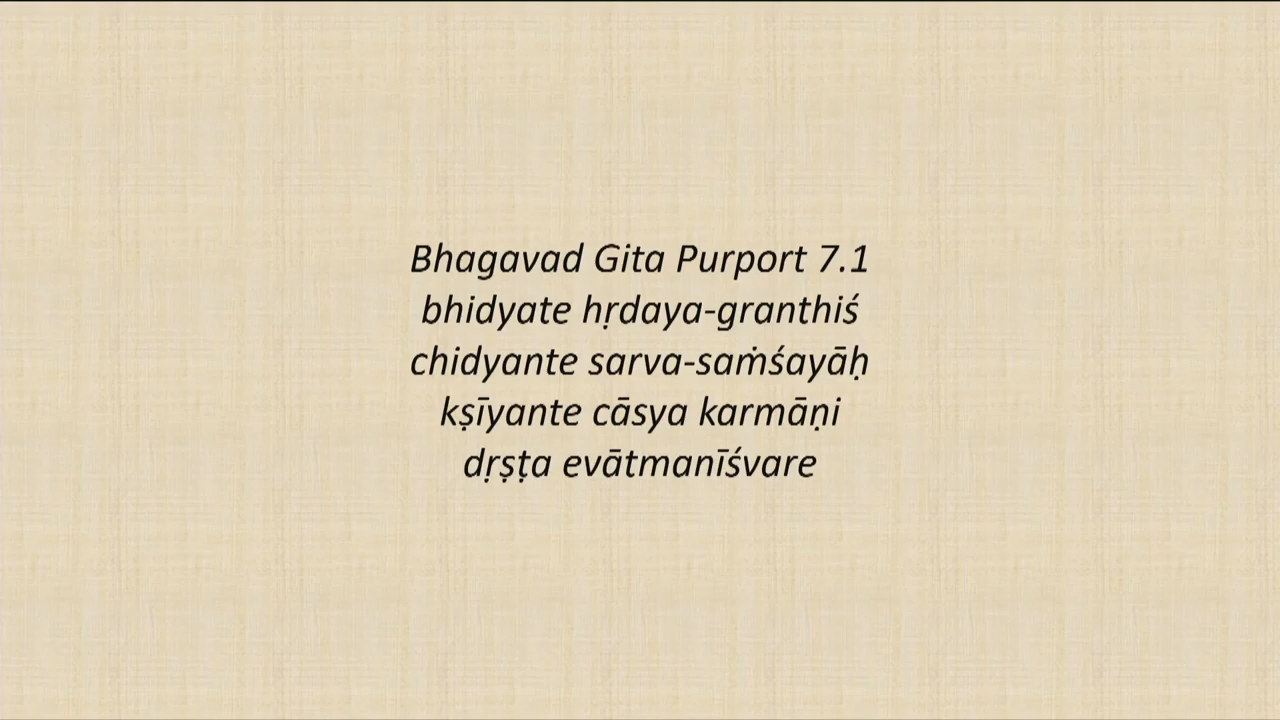 Bhagavad Gita Purport 7.1
bhidyate hṛdaya-granthiś
chidyante sarva-saṁśayāḥ
kṣīyante cāsya karmāṇi
dṛṣṭa evātmanīśvare